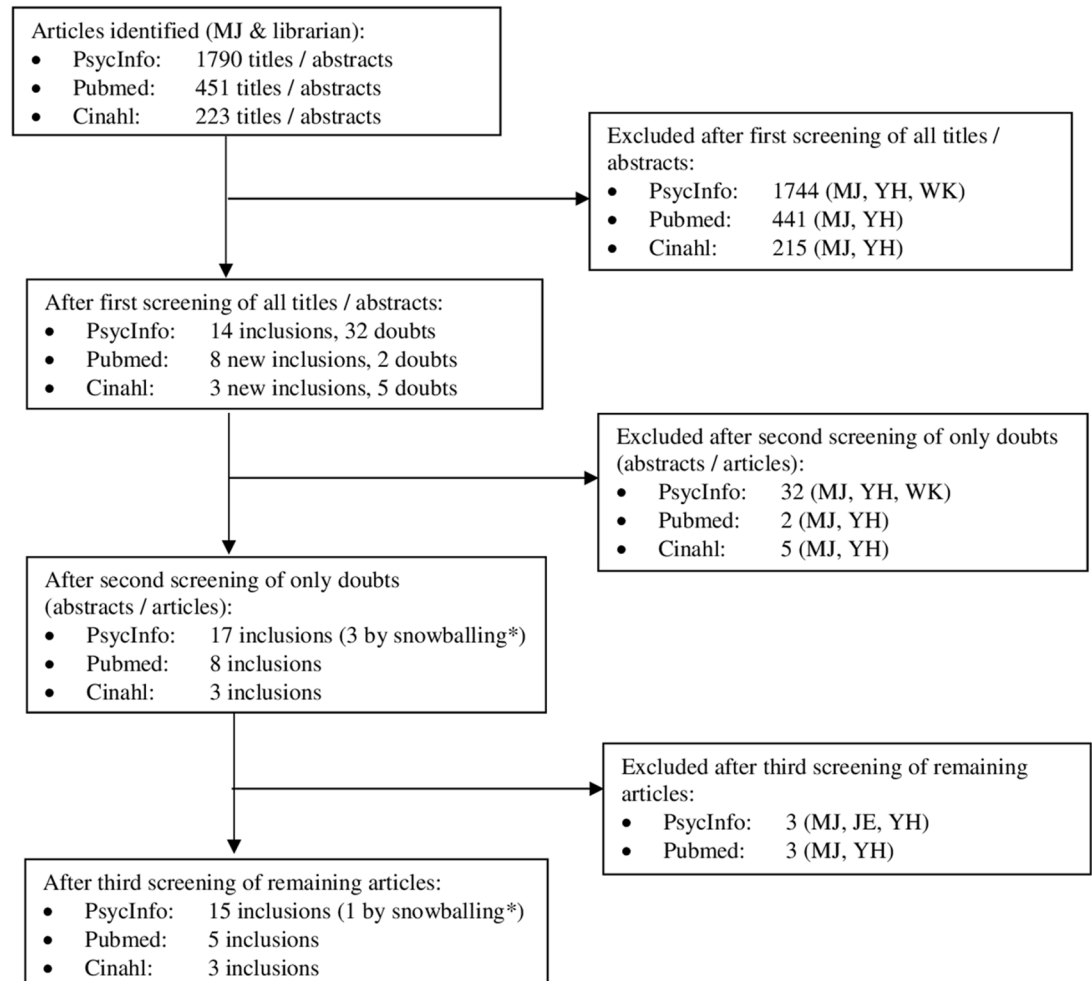 Articles identified (MJ & librarian):
• PsycInfo: 1790 titles / abstracts
• Pubmed: 451 titles / abstracts
• Cinahl: 223 titles / abstracts
Excluded after first screening of all titles /
abstracts:
• PsycInfo: 1744 (MJ, YH, WK)
• Pubmed: 441 (MJ, YH)
• Cinahl: 215 (MJ, YH)
After first screening of all titles / abstracts:
• PsycInfo: 14 inclusions, 32 doubts
• Pubmed: 8 new inclusions, 2 doubts
• Cinahl: 3 new inclusions, 5 doubts
Excluded after second screening of only doubts
(abstracts / articles):
• PsycInfo: 32 (MJ, YH, WK)
• Pubmed: 2 (MJ, YH)
• Cinahl: 5 (MJ, YH)
After second screening of only doubts
(abstracts / articles):
• PsycInfo: 17 inclusions (3 by snowballing*)
• Pubmed: 8 inclusions
• Cinahl: 3 inclusions
Excluded after third screening of remaining
articles:
• PsycInfo: 3 (MJ, JE, YH)
• Pubmed: 3 (MJ, YH)
After third screening of remaining articles:
• PsycInfo: 15 inclusions (1 by snowballing*)
• Pubmed: 5 inclusions
• Cinahl: 3 inclusions